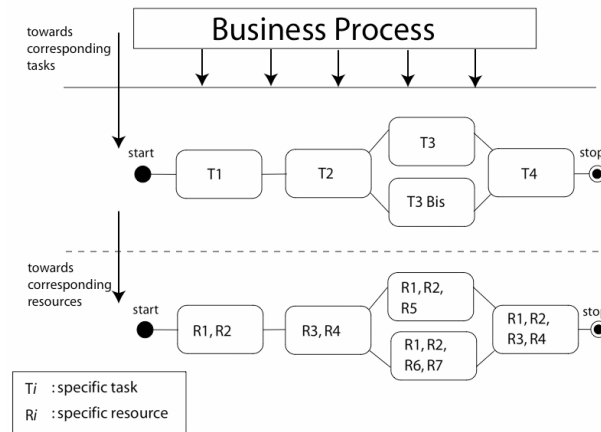 towards
corresponding
tasks
Business Process
start
T1
T2
T3
T3 Bis
T4
stop
towards
corresponding
resources
start
R1, R2
R3, R4
R1, R2,
R5
R1, R2,
R6, R7
R1, R2,
R3, R4
stop
Ti : specific task
Ri : specific resource